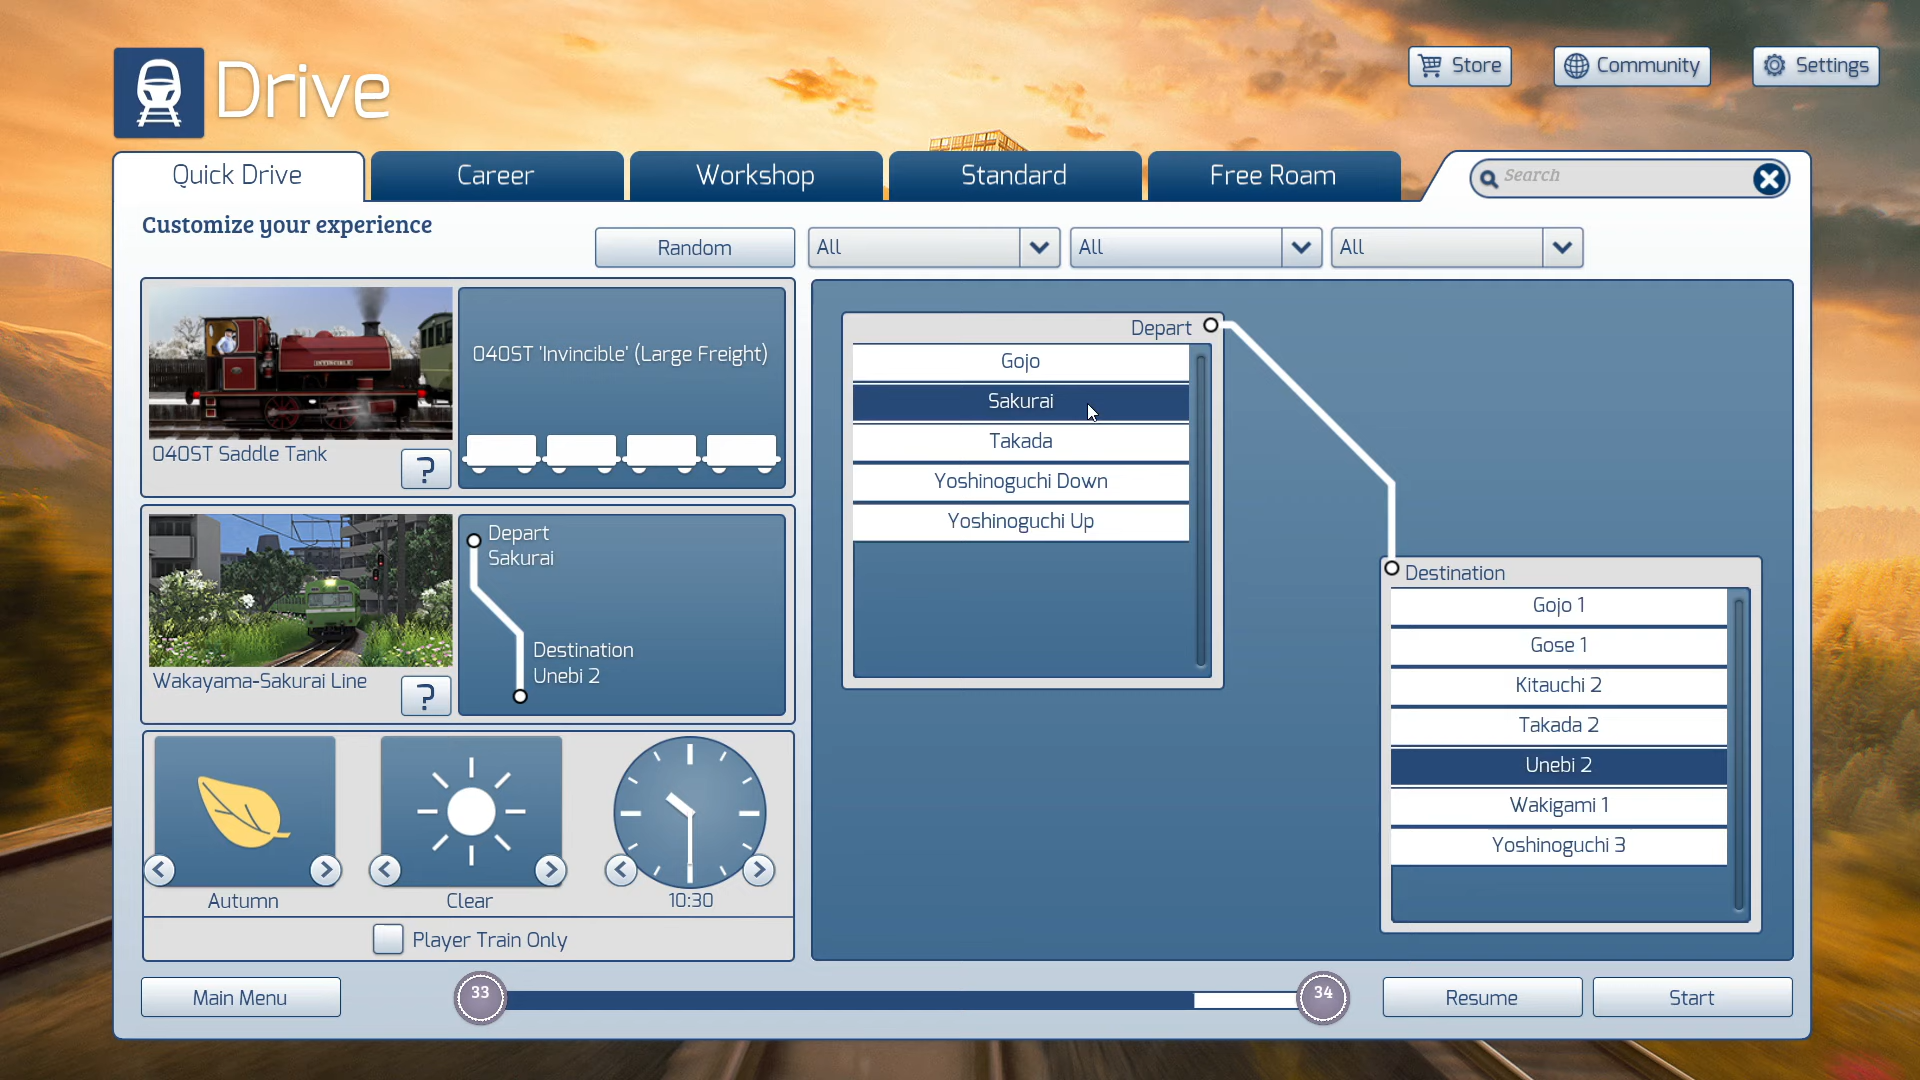 Drive
Store
Community
Settings
Quick Drive
Career
Workshop
Standard
Free Roam
Search
Customize your experience
Random
All
All
All
INVINCIBLE
040ST Saddle Tank
?
040ST 'Invincible' (Large Freight)
Wakayama-Sakurai Line
?
Depart
Sakurai
Destination
Unebi 2
Autumn
Clear
10:30
Player Train Only
Depart
Gojo
Sakurai
Takada
Yoshinoguchi Down
Yoshinoguchi Up
Destination
Gojo 1
Gose 1
Kitauchi 2
Takada 2
Unebi 2
Wakigami 1
Yoshinoguchi 3
Main Menu
33
34
Resume
Start